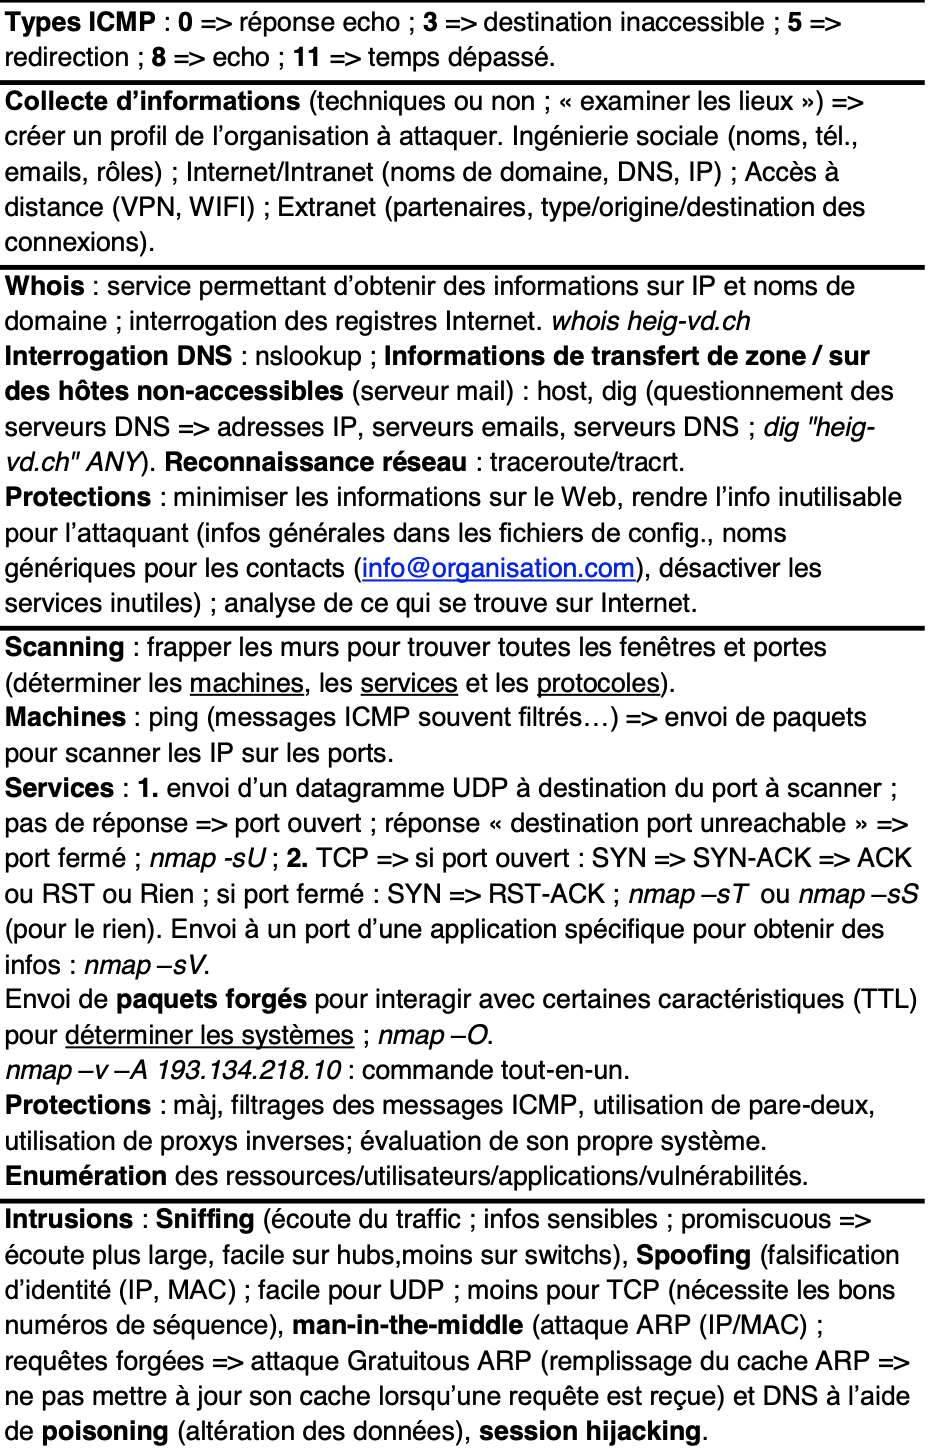 Types ICMP : 0 => réponse echo ; 3 => destination inaccessible ; 5 =>
redirection ; 8 => echo ; 11 => temps dépassé.
Collecte d’informations (techniques ou non ; « examiner les lieux ») =>
créer un profil de l’organisation à attaquer. Ingénierie sociale (noms, tél.,
emails, rôles) ; Internet/Intranet (noms de domaine, DNS, IP) ; Accès à
distance (VPN, WIFI) ; Extranet (partenaires, type/origine/destination des
connexions).
Whois : service permettant d’obtenir des informations sur IP et noms de
domaine ; interrogation des registres Internet. whois heig-vd.ch
Interrogation DNS : nslookup ; Informations de transfert de zone / sur
des hôtes non-accessibles (serveur mail) : host, dig (questionnement des
serveurs DNS => adresses IP, serveurs emails, serveurs DNS ; dig "heig-
vd.ch" ANY). Reconnaissance réseau : traceroute/tracrt.
Protections : minimiser les informations sur le Web, rendre l’info inutilisable
pour l’attaquant (infos générales dans les fichiers de config., noms
génériques pour les contacts (info@organisation.com), désactiver les
services inutiles) ; analyse de ce qui se trouve sur Internet.
Scanning : frapper les murs pour trouver toutes les fenêtres et portes
(déterminer les machines, les services et les protocoles).
Machines : ping (messages ICMP souvent filtrés…) => envoi de paquets
pour scanner les IP sur les ports.
Services : 1. envoi d’un datagramme UDP à destination du port à scanner ;
pas de réponse => port ouvert ; réponse « destination port unreachable » =>
port fermé ; nmap -sU ; 2. TCP => si port ouvert : SYN => SYN-ACK => ACK
ou RST ou Rien ; si port fermé : SYN => RST-ACK ; nmap –sT ou nmap –sS
(pour le rien). Envoi à un port d’une application spécifique pour obtenir des
infos : nmap –sV.
Envoi de paquets forgés pour interagir avec certaines caractéristiques (TTL)
pour déterminer les systèmes ; nmap –O.
nmap –v –A 193.134.218.10 : commande tout-en-un.
Protections : màj, filtrages des messages ICMP, utilisation de pare-deux,
utilisation de proxys inverses; évaluation de son propre système.
Enumération des ressources/utilisateurs/applications/vulnérabilités.
Intrusions : Sniffing (écoute du traffic ; infos sensibles ; promiscuous =>
écoute plus large, facile sur hubs,moins sur switchs), Spoofing (falsification
d’identité (IP, MAC) ; facile pour UDP ; moins pour TCP (nécessite les bons
numéros de séquence), man-in-the-middle (attaque ARP (IP/MAC) ;
requêtes forgées => attaque Gratuitous ARP (remplissage du cache ARP =>
ne pas mettre à jour son cache lorsqu’une requête est reçue) et DNS à l’aide
de poisoning (altération des données), session hijacking.